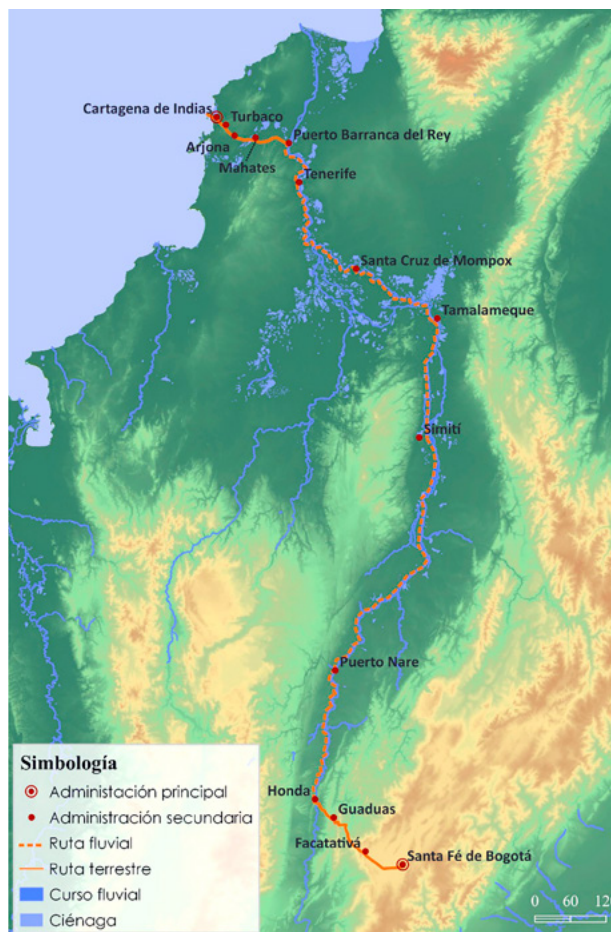 Cartagena de Indias
Turbaco
Arjona
Mahates
Puerto Barranca del Rey
Tenerife
Santa Cruz de Mompox
Tamalameque
Simití
Puerto Nare
Honda
Guaduas
Facatativá
Santa Fé de Bogotá
Simbología
Administación principal
Administración secundaria
Ruta fluvial
Ruta terrestre
Curso fluvial
Ciénaga
0 60 120